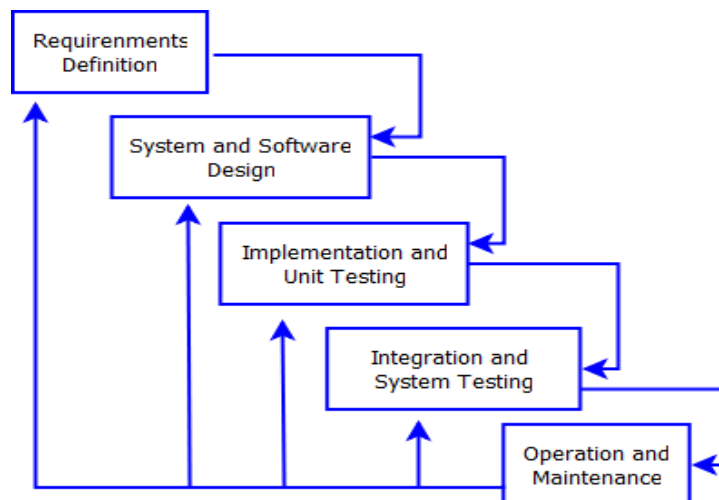 Requirenments
Definition
System and Software
Design
Implementation and
Unit Testing
Integration and
System Testing
Operation and
Maintenance